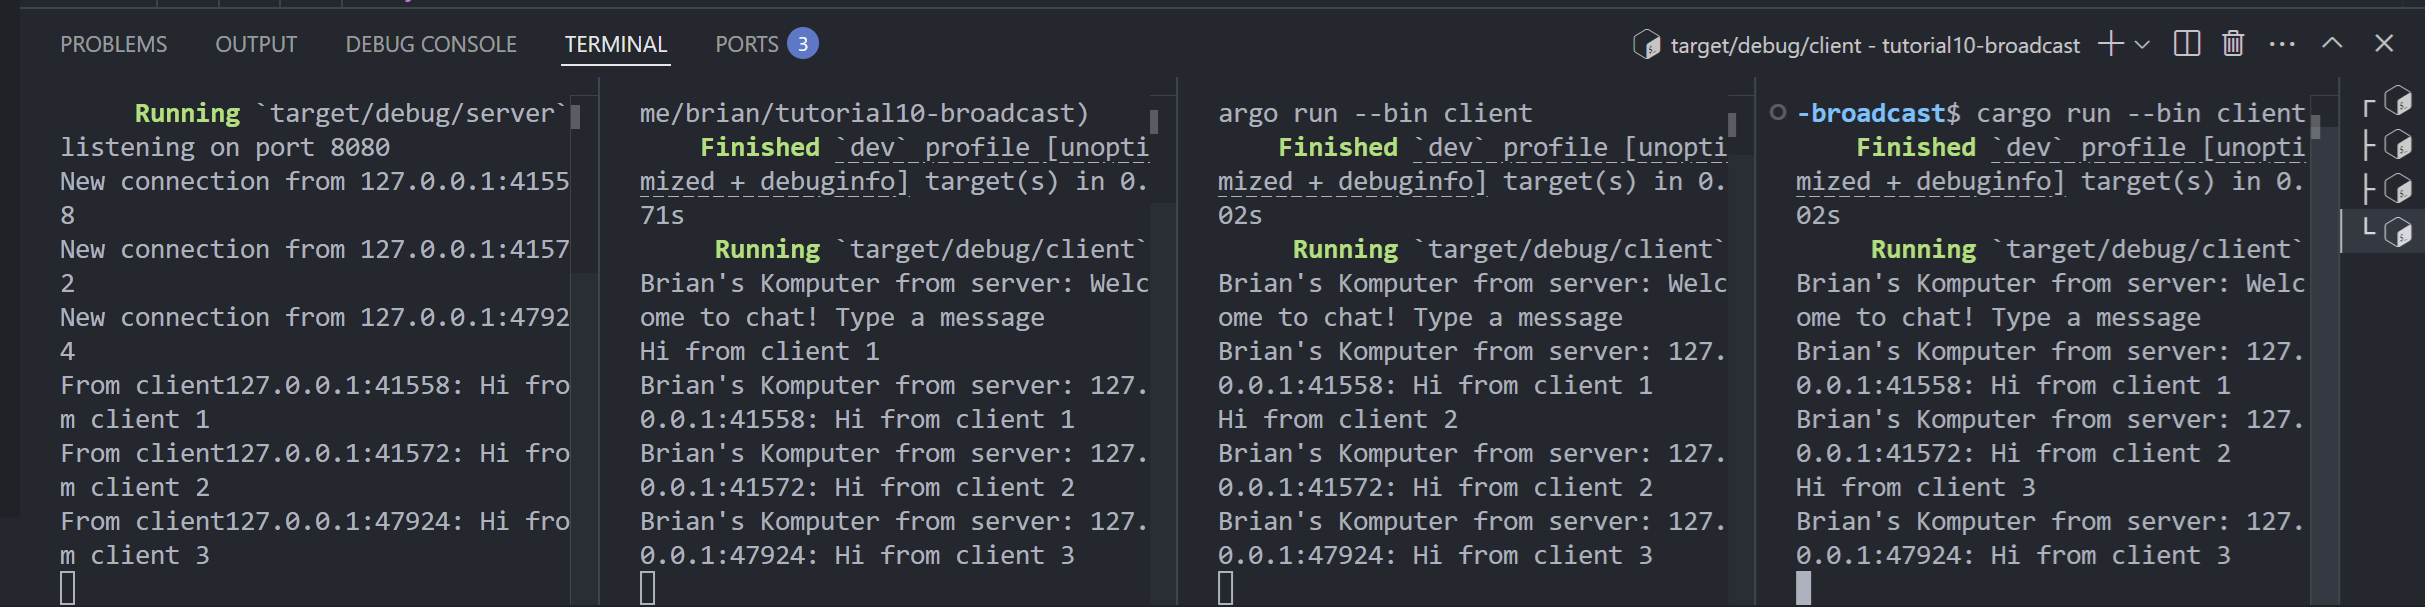 PROBLEMS OUTPUT DEBUG CONSOLE TERMINAL PORTS 3 target/debug/client - tutorial10-broadcast
Running `target/debug/server`
listening on port 8080
New connection from 127.0.0.1:4155
8
New connection from 127.0.0.1:4157
2
New connection from 127.0.0.1:4792
4
From client127.0.0.1:41558: Hi fro
m client 1
From client127.0.0.1:41572: Hi fro
m client 2
From client127.0.0.1:47924: Hi fro
m client 3
me/brian/tutorial10-broadcast)
Finished `dev` profile [unopti
mized + debuginfo] target(s) in 0.
71s
Running `target/debug/client`
Brian's Komputer from server: Welc
ome to chat! Type a message
Hi from client 1
Brian's Komputer from server: 127.
0.0.1:41558: Hi from client 1
Brian's Komputer from server: 127.
0.0.1:41572: Hi from client 2
Brian's Komputer from server: 127.
0.0.1:47924: Hi from client 3
argo run --bin client
Finished `dev` profile [unopti
mized + debuginfo] target(s) in 0.
02s
Running `target/debug/client`
Brian's Komputer from server: Welc
ome to chat! Type a message
Brian's Komputer from server: 127.
0.0.1:41558: Hi from client 1
Hi from client 2
Brian's Komputer from server: 127.
0.0.1:41572: Hi from client 2
Brian's Komputer from server: 127.
0.0.1:47924: Hi from client 3
-broadcast$ cargo run --bin client
Finished `dev` profile [unopti
mized + debuginfo] target(s) in 0.
02s
Running `target/debug/client`
Brian's Komputer from server: Welc
ome to chat! Type a message
Brian's Komputer from server: 127.
0.0.1:41558: Hi from client 1
Brian's Komputer from server: 127.
0.0.1:41572: Hi from client 2
Hi from client 3
Brian's Komputer from server: 127.
0.0.1:47924: Hi from client 3